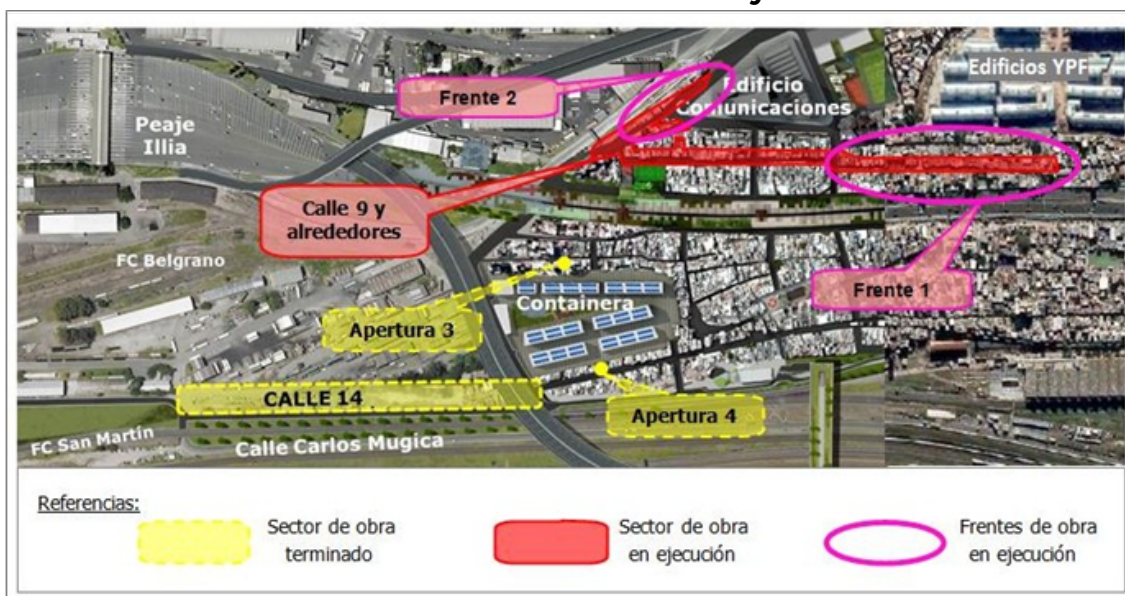 Frente 2
Edificio
Comunicaciones
Edificios YPF
Peaje
Illia
Calle 9 y
alrededores
FC Belgrano
Frente 1
Containera
Apertura 3
CALLE 14
Apertura 4
FC San Martín
Calle Carlos Mugica
Referencias:
Sector de obra
terminado
Sector de obra
en ejecución
Frentes de obra
en ejecución